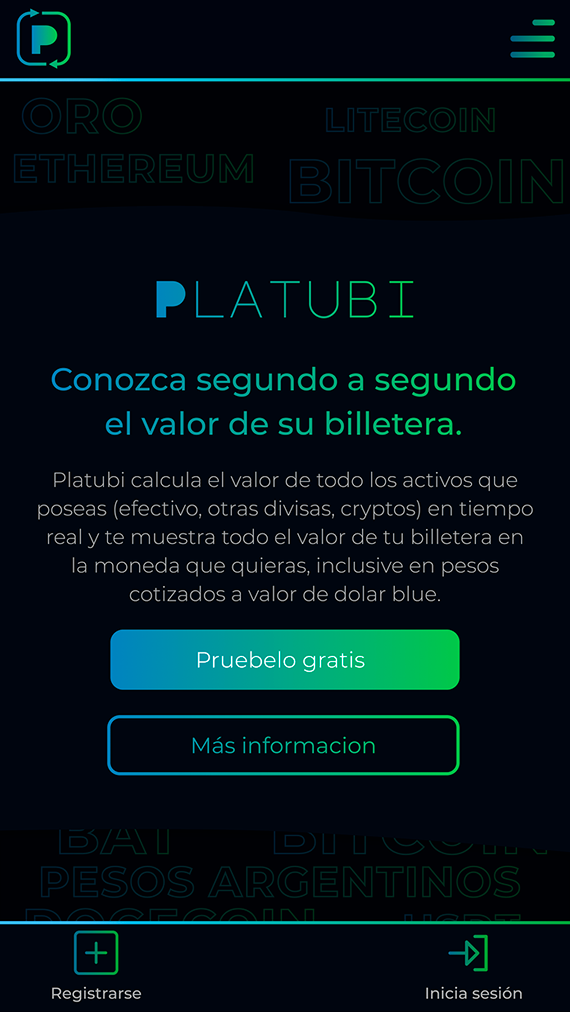 P
ORO
LITECOIN
ETHEREUM
BITCOIN
PLATUBI
Conozca segundo a segundo
el valor de su billetera.
Platubi calcula el valor de todo los activos que
poseas (efectivo, otras divisas, cryptos) en tiempo
real y te muestra todo el valor de tu billetera en
la moneda que quieras, inclusive en pesos
cotizados a valor de dolar blue.
Pruebelo gratis
Más informacion
BAT
BITCOIN
PESOS ARGENTINOS
DOGECOIN
USDT
Registrarse
Inicia sesión